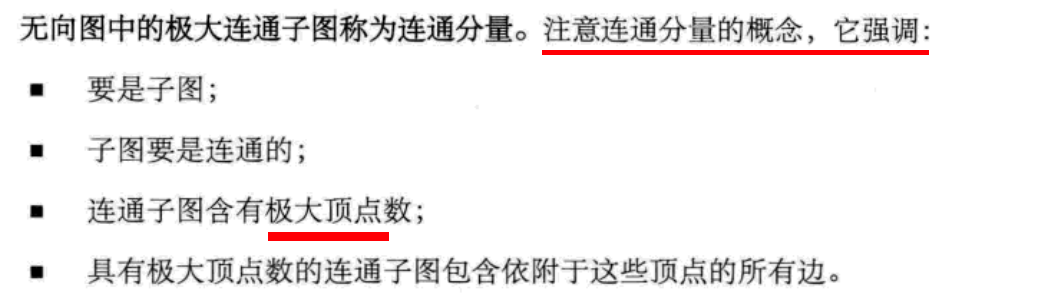 无向图中的极大连通子图称为连通分量。注意连通分量的概念，它强调:
■ 要是子图；
■ 子图要是连通的；
■ 连通子图含有极大顶点数；
■ 具有极大顶点数的连通子图包含依附于这些顶点的所有边。